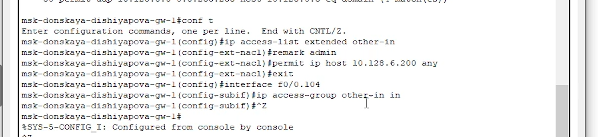 msk-donskaya-dishiyapova-gw-1#conf t
Enter configuration commands, one per line.  End with CNTL/Z.
msk-donskaya-dishiyapova-gw-1(config)#ip access-list extended other-in
msk-donskaya-dishiyapova-gw-1(config-ext-nacl)#remark admin
msk-donskaya-dishiyapova-gw-1(config-ext-nacl)#permit ip host 10.128.6.200 any
msk-donskaya-dishiyapova-gw-1(config-ext-nacl)#exit
msk-donskaya-dishiyapova-gw-1(config)#interface f0/0.104
msk-donskaya-dishiyapova-gw-1(config-subif)#ip access-group other-in in
msk-donskaya-dishiyapova-gw-1(config-subif)#^Z
msk-donskaya-dishiyapova-gw-1#
%SYS-5-CONFIG_I: Configured from console by console